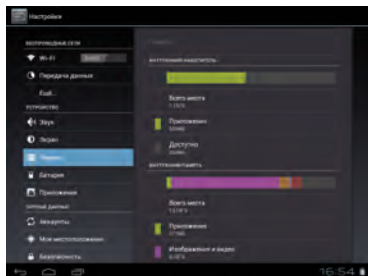 Настройки
БЕСПРОВОДНЫЕ СЕТИ
Wi-Fi
Передача данных
Ещё...
УСТРОЙСТВО
Звук
Экран
Память
Батарея
Приложения
ЛИЧНЫЕ ДАННЫЕ
Аккаунты
Мое местоположение
Безопасность
ВНУТРЕННИЙ НАКОПИТЕЛЬ
Всего места
Приложения
Доступно
ВНУТРЕННЯЯ ПАМЯТЬ
Всего места
Приложения
Изображения и видео
16:54